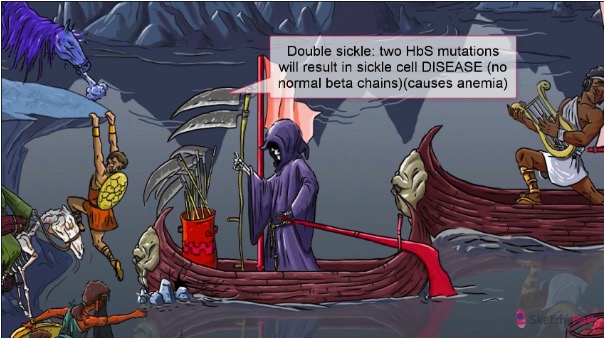 Double sickle: two HbS mutations
will result in sickle cell DISEASE (no
normal beta chains)(causes anemia)